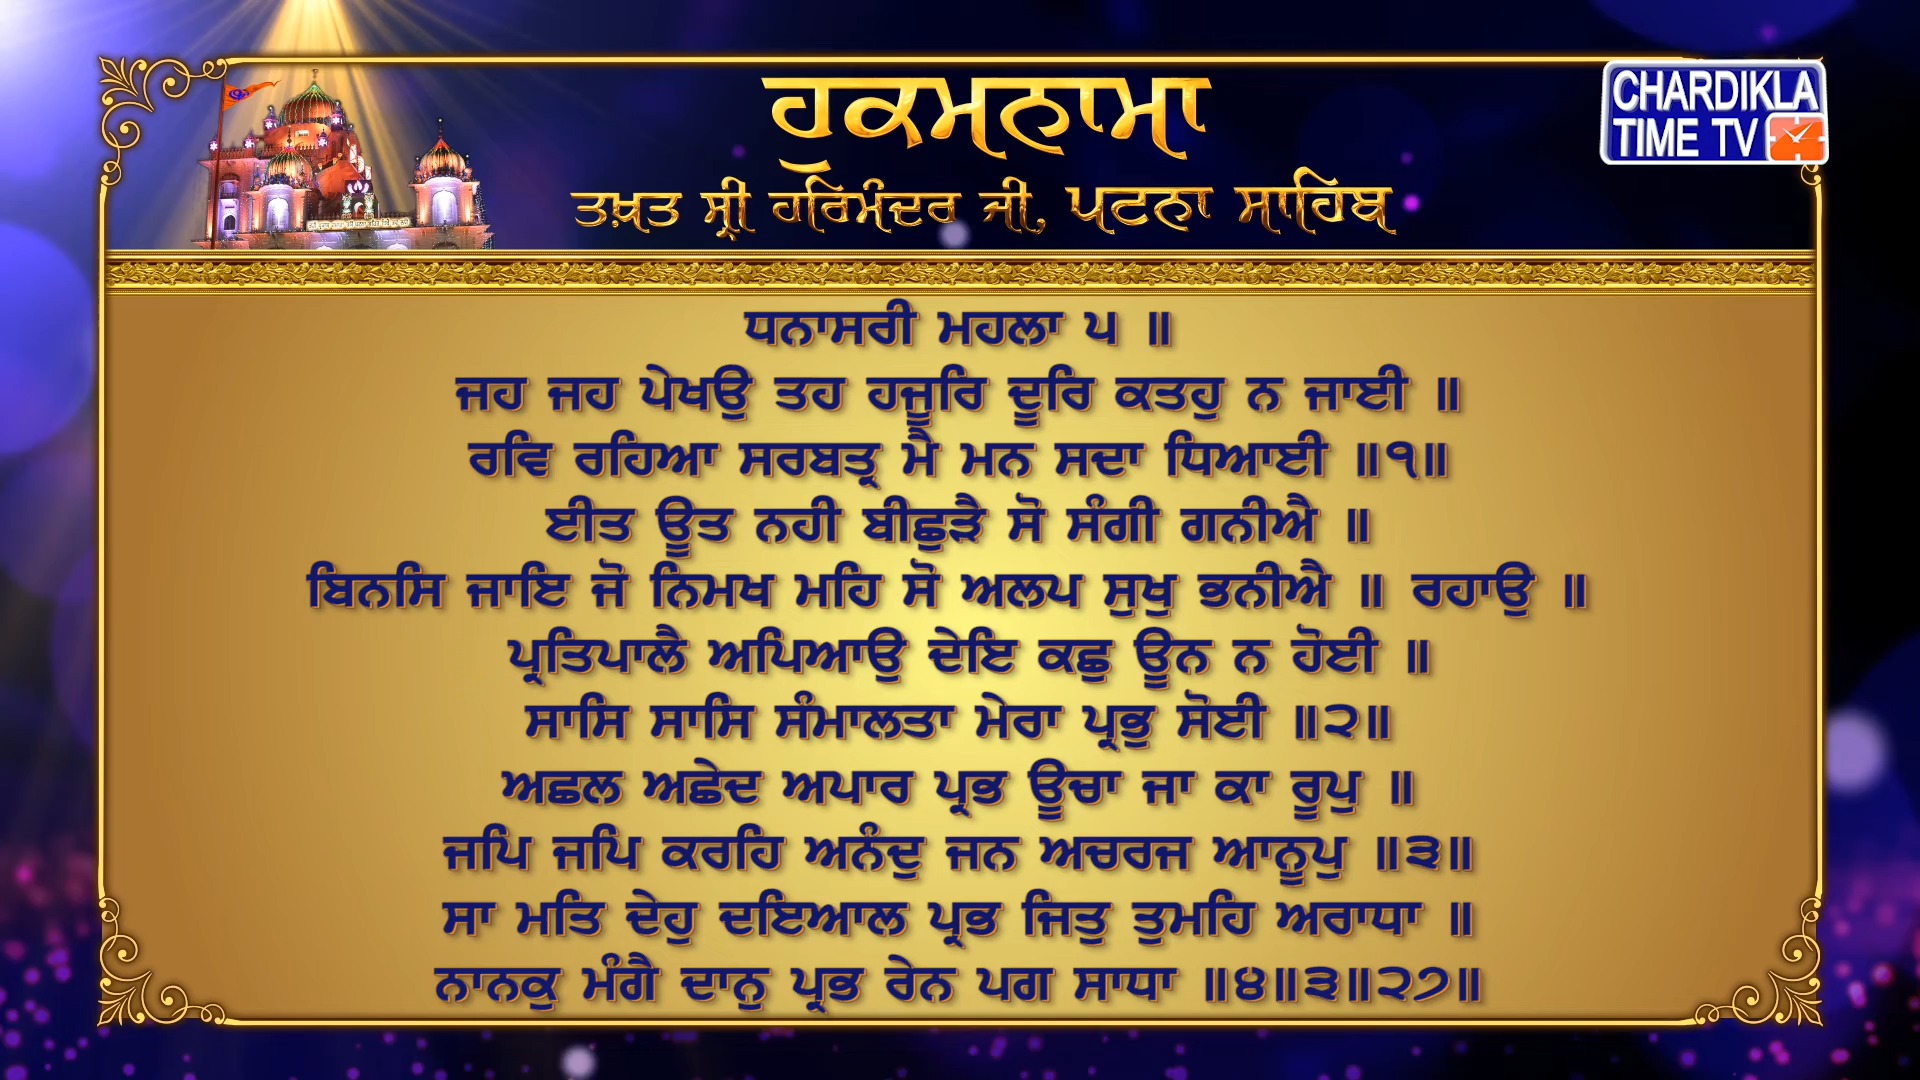 ਹੁਕਮਨਾਮਾ
CHARDIKLA
TIME TV
ਤਖ਼ਤ ਸ੍ਰੀ ਹਰਿਮੰਦਰ ਜੀ, ਪਟਨਾ ਸਾਹਿਬ
ਧਨਾਸਰੀ ਮਹਲਾ ੫ ॥
ਜਹ ਜਹ ਪੇਖਉ ਤਹ ਹਜੂਰਿ ਦੂਰਿ ਕਤਹੁ ਨ ਜਾਈ ॥
ਰਵਿ ਰਹਿਆ ਸਰਬਤ੍ਰ ਮੈ ਮਨ ਸਦਾ ਧਿਆਈ ॥੧॥
ਈਤ ਊਤ ਨਹੀ ਬੀਛੁੜੈ ਸੋ ਸੰਗੀ ਗਨੀਐ ॥
ਬਿਨਸਿ ਜਾਇ ਜੋ ਨਿਮਖ ਮਹਿ ਸੋ ਅਲਪ ਸੁਖੁ ਭਨੀਐ ॥ ਰਹਾਉ ॥
ਪ੍ਰਤਿਪਾਲੈ ਅਪਿਆਉ ਦੇਇ ਕਛੁ ਊਨ ਨ ਹੋਈ ॥
ਸਾਸਿ ਸਾਸਿ ਸੰਮਾਲਤਾ ਮੇਰਾ ਪ੍ਰਭੁ ਸੋਈ ॥੨॥
ਅਛਲ ਅਛੇਦ ਅਪਾਰ ਪ੍ਰਭ ਊਚਾ ਜਾ ਕਾ ਰੂਪੁ ॥
ਜਪਿ ਜਪਿ ਕਰਹਿ ਅਨੰਦੁ ਜਨ ਅਚਰਜ ਆਨੂਪੁ ॥੩॥
ਸਾ ਮਤਿ ਦੇਹੁ ਦਇਆਲ ਪ੍ਰਭ ਜਿਤੁ ਤੁਮਹਿ ਅਰਾਧਾ ॥
ਨਾਨਕੁ ਮੰਗੈ ਦਾਨੁ ਪ੍ਰਭ ਰੇਨ ਪਗ ਸਾਧਾ ॥੪॥੩॥੨੭॥